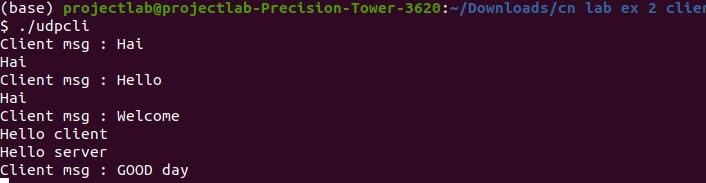 (base) projectlab@projectlab-Precision-Tower-3620:~/Downloads/cn lab ex 2 clien
$ ./udpcli
Client msg : Hai
Hai
Client msg : Hello
Hai
Client msg : Welcome
Hello client
Hello server
Client msg : GOOD day